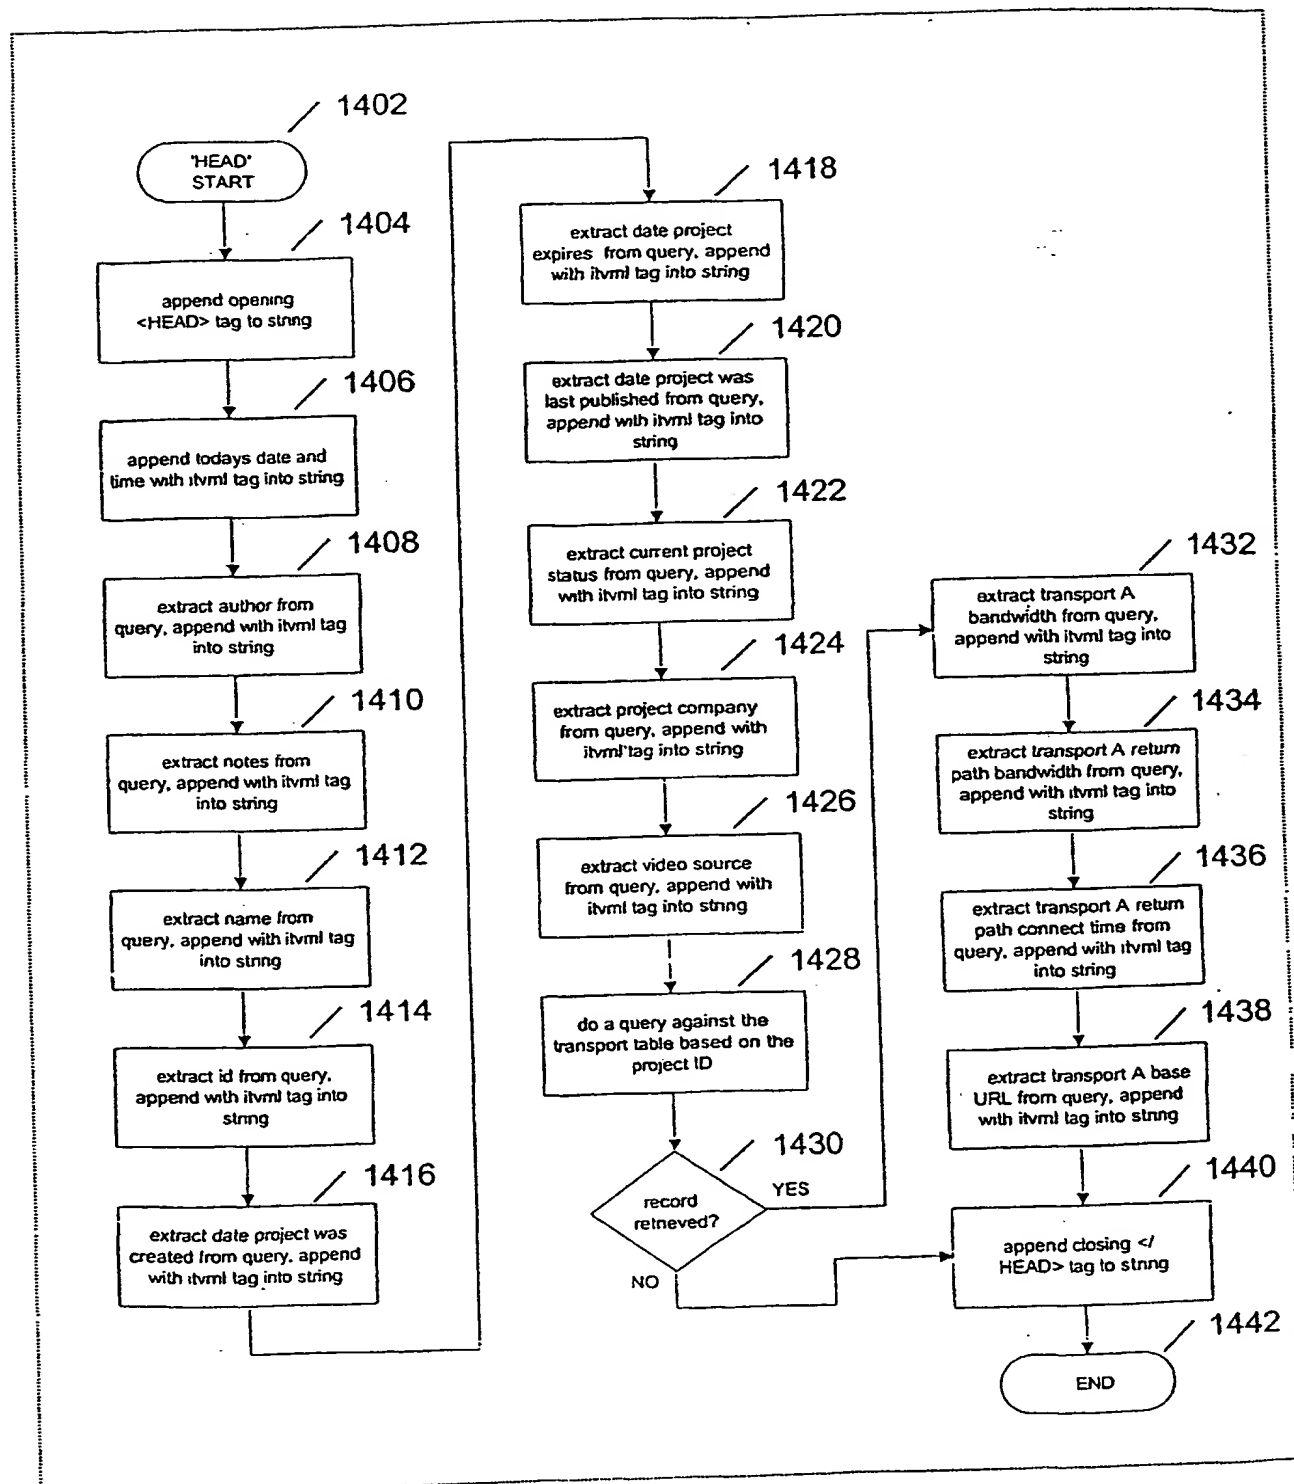 1402
"HEAD"
START
1404
append opening
<HEAD> tag to string
1406
append todays date and
time with itvml tag into string
1408
extract author from
query, append with itvml tag
into string
1410
extract notes from
query, append with itvml tag
into string
1412
extract name from
query, append with itvml tag
into string
1414
extract id from query,
append with itvml tag into
string
1416
extract date project was
created from query, append
with itvml tag into string
1418
extract date project
expires from query, append
with itvml tag into string
1420
extract date project was
last published from query,
append with itvml tag into
string
1422
extract current project
status from query, append
with itvml tag into string
1424
extract project company
from query, append with
itvml tag into string
1426
extract video source
from query, append with
itvml tag into string
1428
do a query against the
transport table based on the
project ID
1430
record
retrieved?
YES
NO
1432
extract transport A
bandwidth from query,
append with itvml tag into
string
1434
extract transport A return
path bandwidth from query,
append with itvml tag into
string
1436
extract transport A return
path connect time from
query, append with itvml tag
into string
1438
extract transport A base
URL from query, append
with itvml tag into string
1440
append closing </
HEAD> tag to string
1442
END